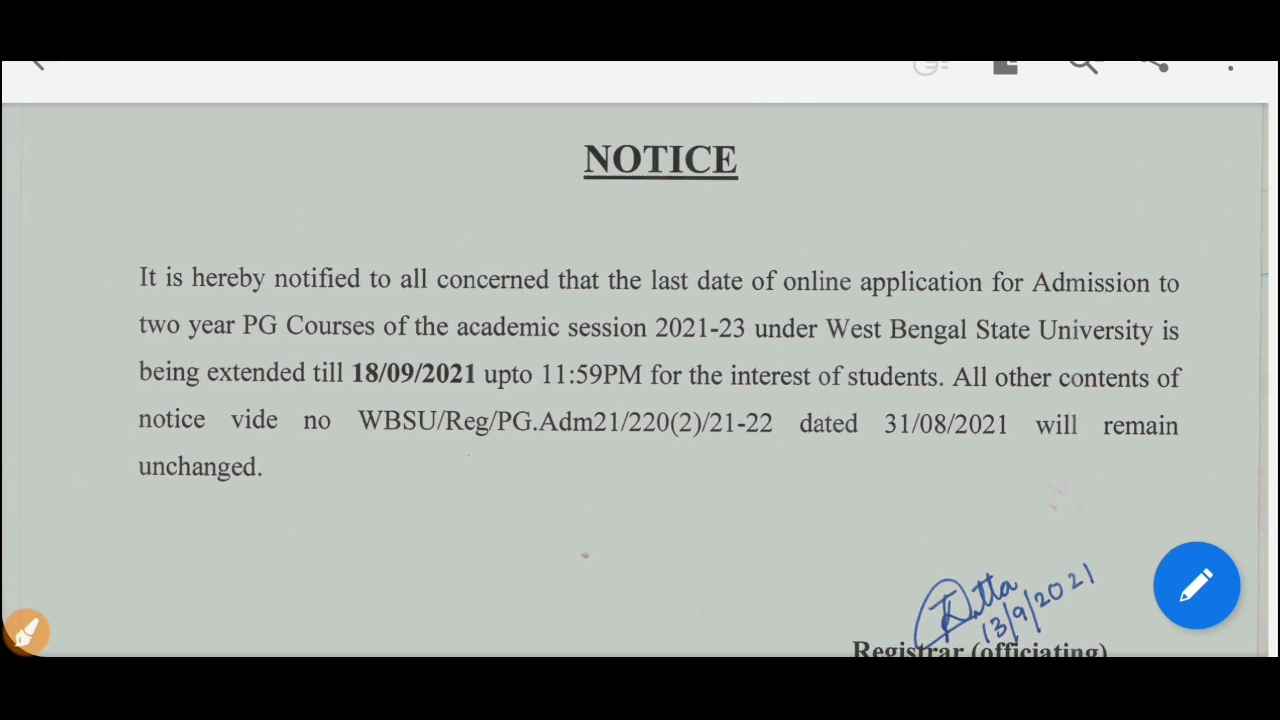 NOTICE
It is hereby notified to all concerned that the last date of online application for Admission to
two year PG Courses of the academic session 2021-23 under West Bengal State University is
being extended till 18/09/2021 upto 11:59PM for the interest of students. All other contents of
notice vide no WBSU/Reg/PG.Adm21/220(2)/21-22 dated 31/08/2021 will remain
unchanged.
13/9/2021
Registrar (officiating)